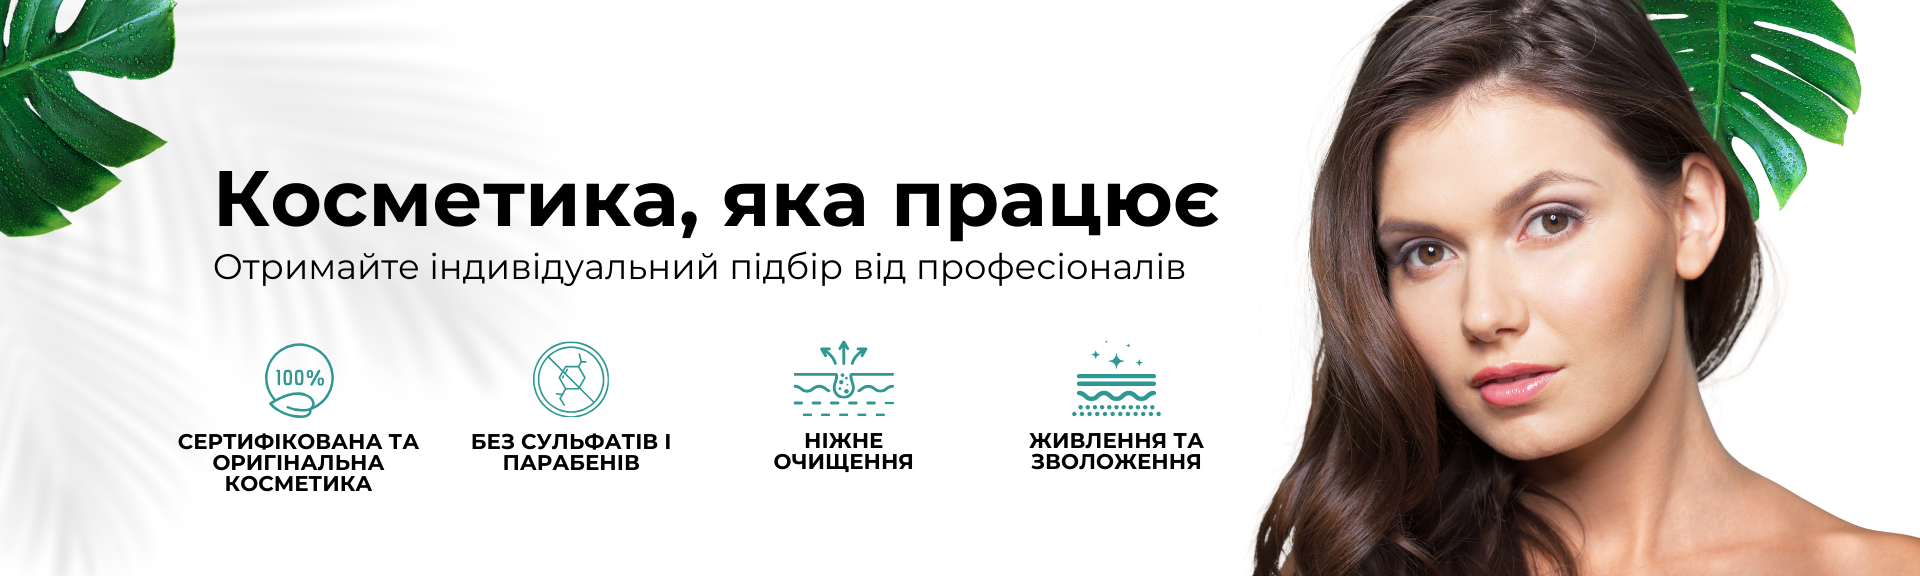 Косметика, яка працює
Отримайте індивідуальний підбір від професіоналів
100%
СЕРТИФІКОВАНА ТА
ОРИГІНАЛЬНА
КОСМЕТИКА
БЕЗ СУЛЬФАТІВ І
ПАРАБЕНІВ
НІЖНЕ
ОЧИЩЕННЯ
ЖИВЛЕННЯ ТА
ЗВОЛОЖЕННЯ